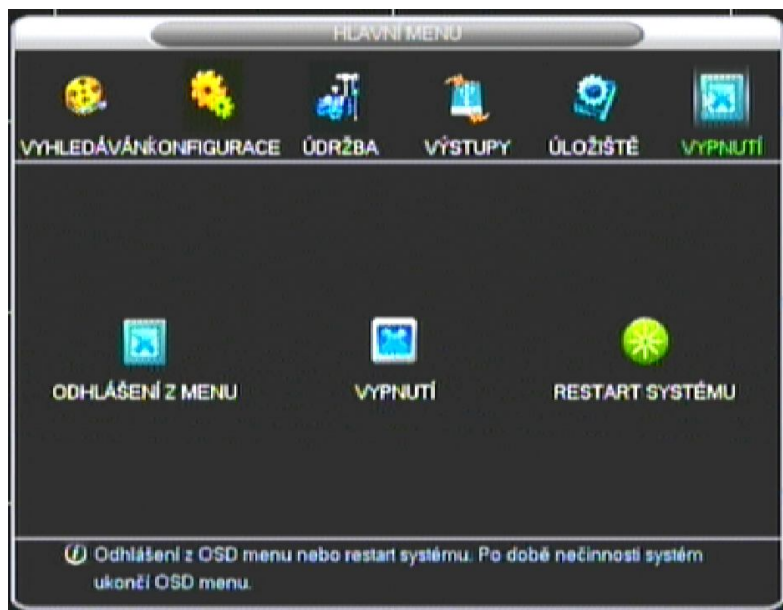 HLAVNÍ MENU
VYHLEDÁVÁNÍ KONFIGURACE ÚDRŽBA VÝSTUPY ÚLOŽIŠTĚ VYPNUTÍ
ODHLÁŠENÍ Z MENU VYPNUTÍ RESTART SYSTÉMU
Odhlášení z OSD menu nebo restart systému. Po době nečinnosti systém
ukončí OSD menu.